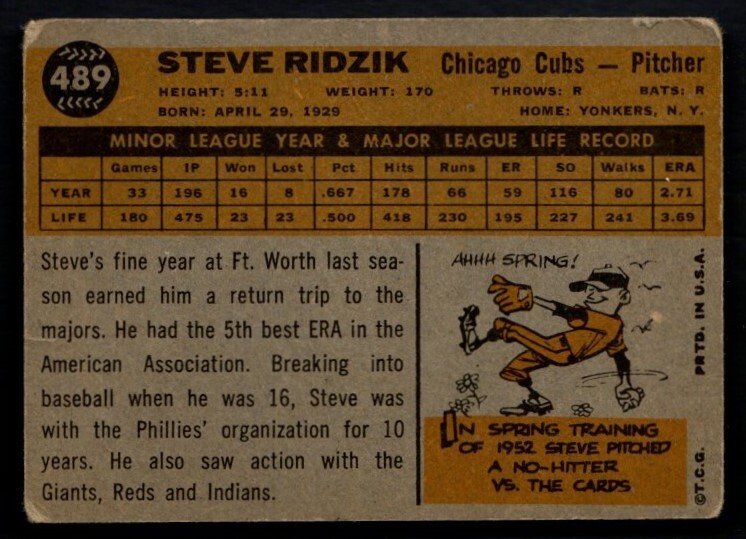 489
STEVE RIDZIK Chicago Cubs — Pitcher
HEIGHT: 5:11 WEIGHT: 170 THROWS: R BATS: R
BORN: APRIL 29, 1929 HOME: YONKERS, N. Y.
MINOR LEAGUE YEAR & MAJOR LEAGUE LIFE RECORD
Games IP Won Lost Pct Hits Runs ER SO Walks ERA
YEAR 33 196 16 8 .667 178 66 59 116 80 2.71
LIFE 180 475 23 23 .500 418 230 195 227 241 3.69
Steve's fine year at Ft. Worth last sea-
son earned him a return trip to the
majors. He had the 5th best ERA in the
American Association. Breaking into
baseball when he was 16, Steve was
with the Phillies' organization for 10
years. He also saw action with the
Giants, Reds and Indians.
AHHH SPRING!
IN SPRING TRAINING
OF 1952 STEVE PITCHED
A NO-HITTER
VS. THE CARDS
©T.C.G. PRTD. IN U.S.A.